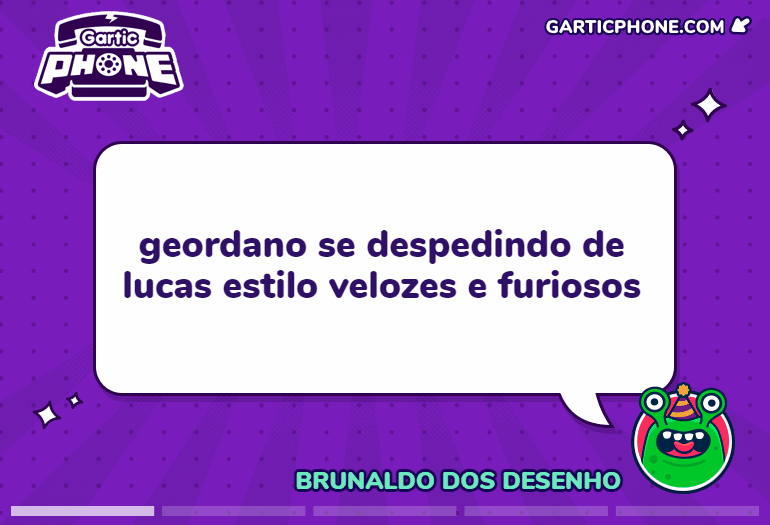 Gartic
PHONE
GARTICPHONE.COM
geordano se despedindo de
lucas estilo velozes e furiosos
BRUNALDO DOS DESENHO